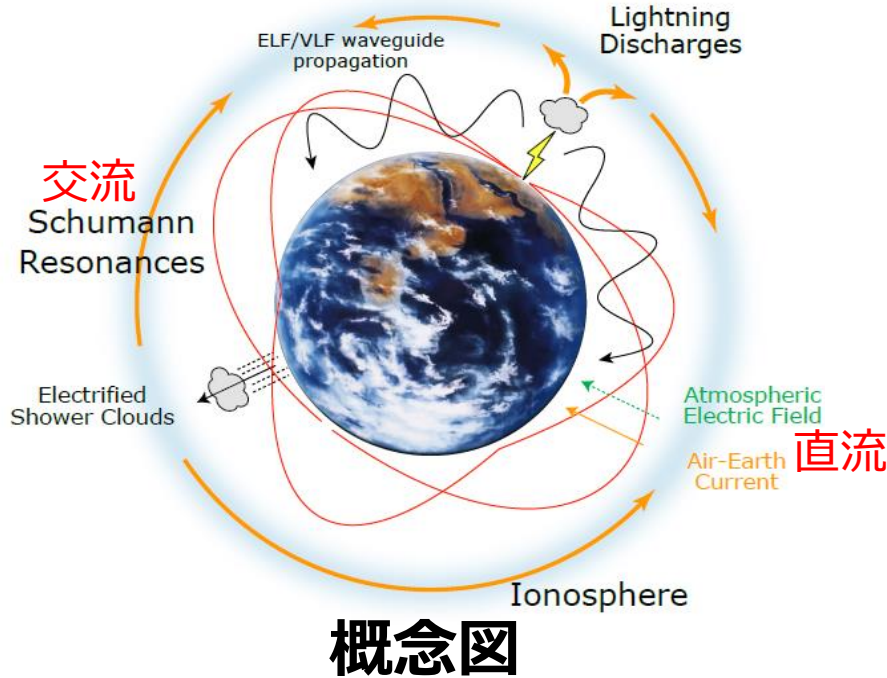 Lightning
Discharges
ELF/VLF waveguide
propagation
交流
Schumann
Resonances
Electrified
Shower Clouds
Atmospheric
Electric Field
Air-Earth
Current
直流
Ionosphere
概念図